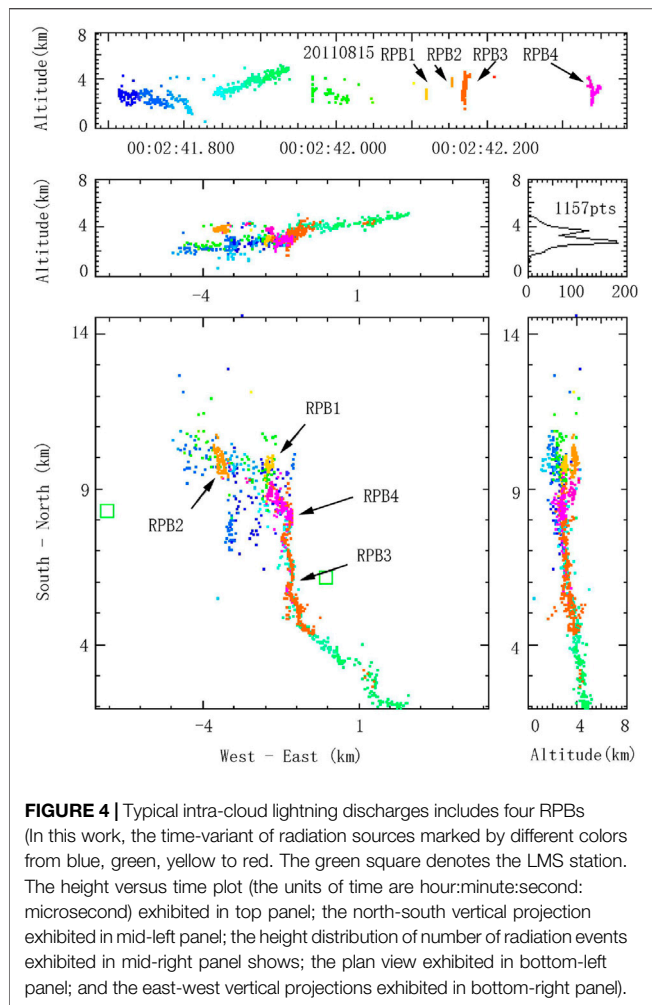 Altitude(km)
8
4
0
20110815
RPB1 RPB2 RPB3 RPB4
00:02:41.800 00:02:42.000 00:02:42.200
Altitude(km)
8
4
0
-4 1
8
4
0
1157pts
0 100 200
South - North (km)
14
9
4
RPB1
RPB2
RPB4
RPB3
-4 1
West - East (km)
14
9
4
0 4 8
Altitude(km)
FIGURE 4 | Typical intra-cloud lightning discharges includes four RPBs
(In this work, the time-variant of radiation sources marked by different colors
from blue, green, yellow to red. The green square denotes the LMS station.
The height versus time plot (the units of time are hour:minute:second:
microsecond) exhibited in top panel; the north-south vertical projection
exhibited in mid-left panel; the height distribution of number of radiation events
exhibited in mid-right panel shows; the plan view exhibited in bottom-left
panel; and the east-west vertical projections exhibited in bottom-right panel).